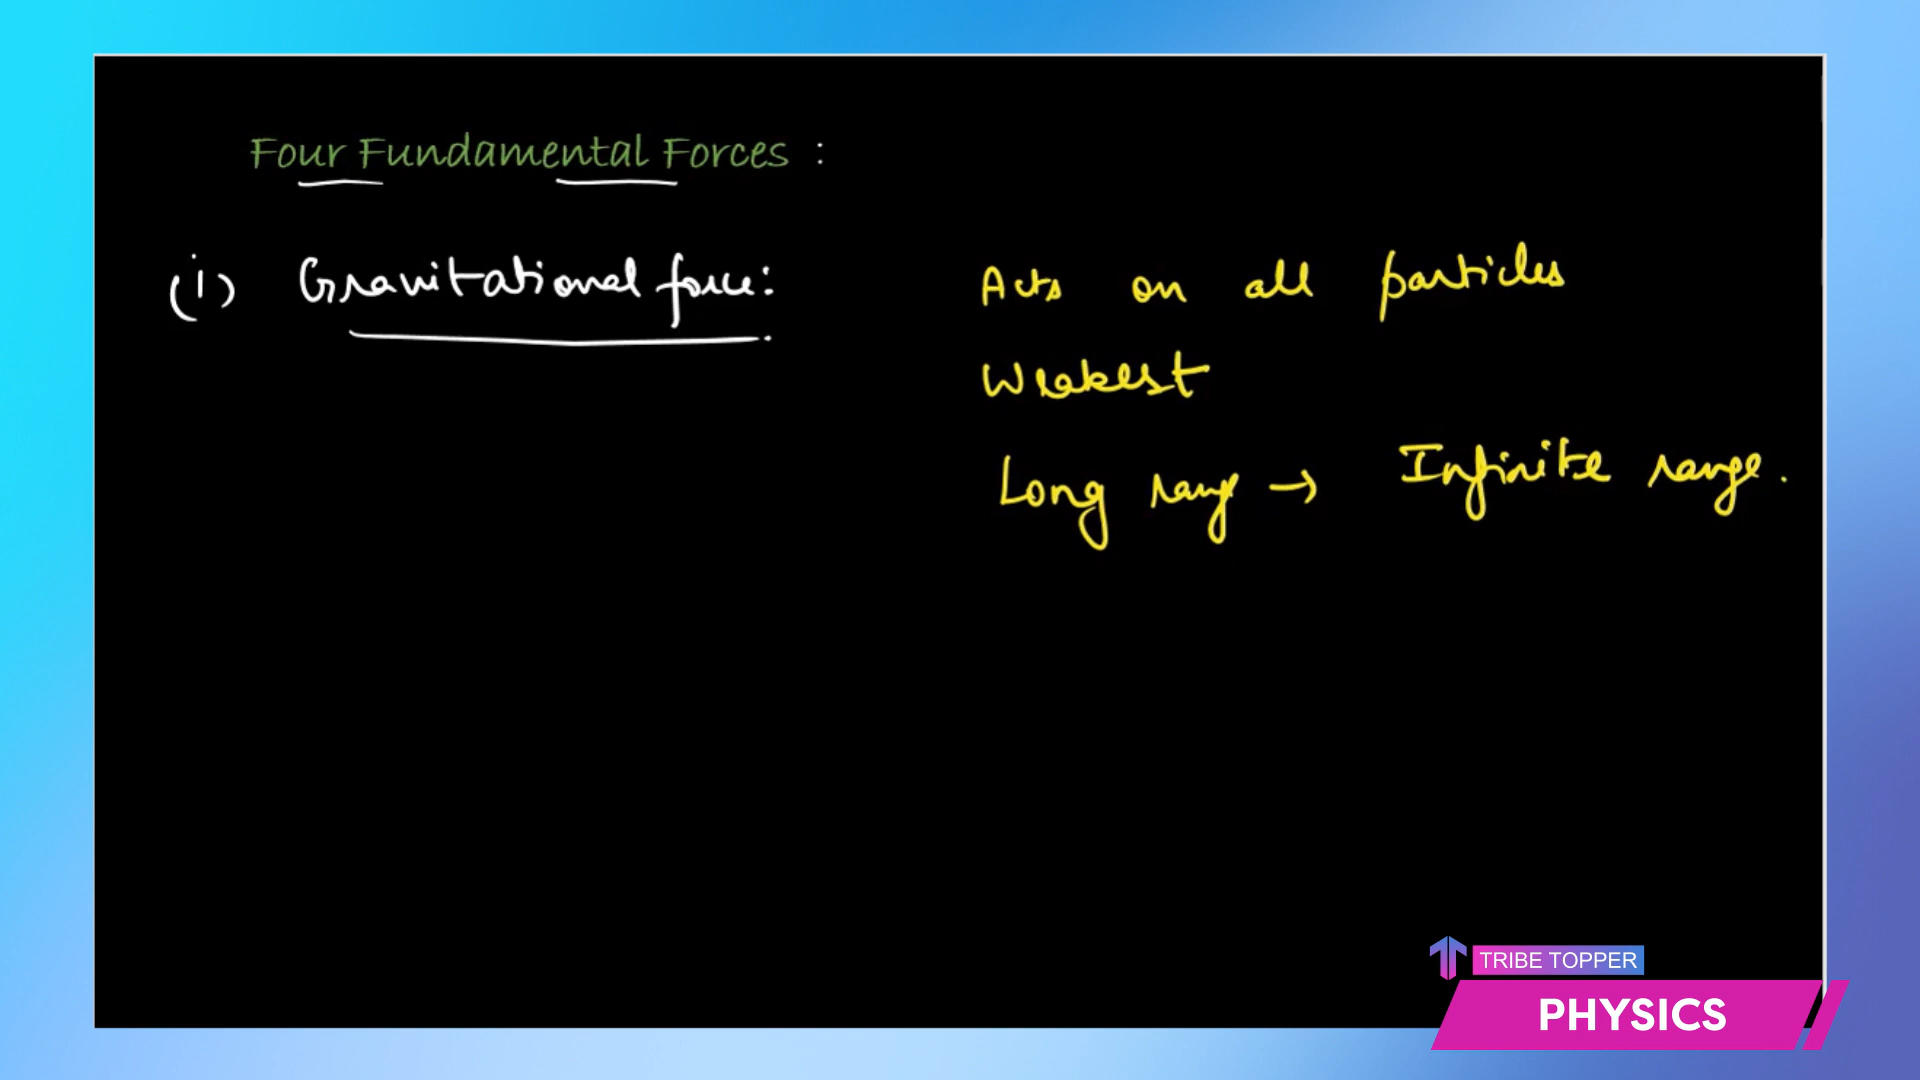 Four Fundamental Forces :
(i) Gravitational force: Acts on all particles
Weakest
Long range → Infinite range.
TRIBE TOPPER
PHYSICS